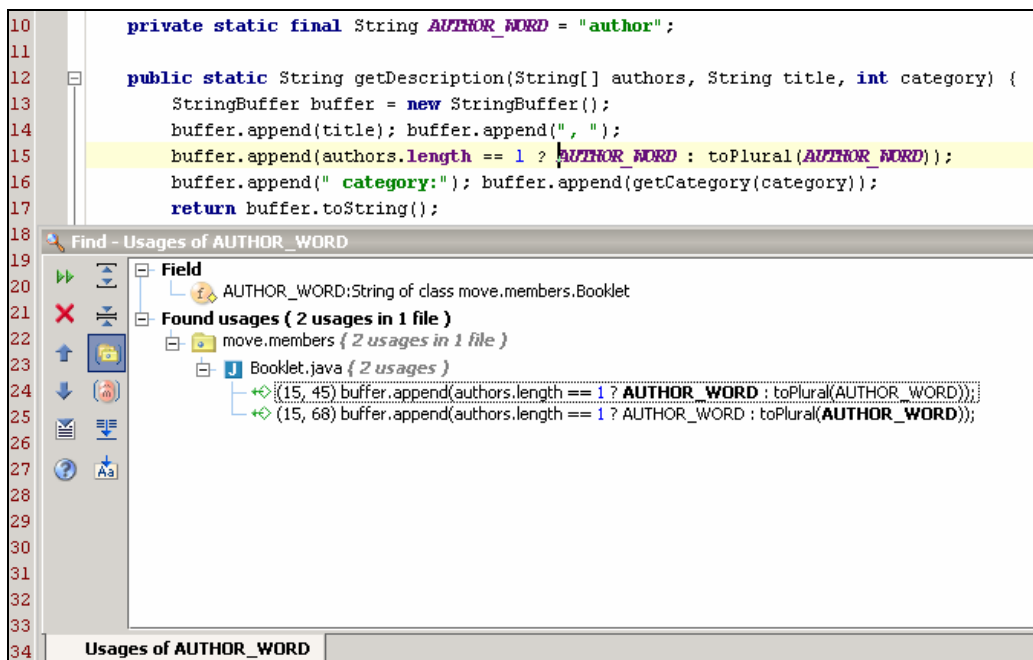 10 private static final String AUTHOR_WORD = "author";
11
12 public static String getDescription(String[] authors, String title, int category) {
13 StringBuffer buffer = new StringBuffer();
14 buffer.append(title); buffer.append(", ");
15 buffer.append(authors.length == 1 ? AUTHOR_WORD : toPlural(AUTHOR_WORD));
16 buffer.append(" category:"); buffer.append(getCategory(category));
17 return buffer.toString();
18 Find - Usages of AUTHOR_WORD
19 Field
20 AUTHOR_WORD:String of class move.members.Booklet
21 Found usages ( 2 usages in 1 file )
22 move.members { 2 usages in 1 file }
23 Booklet.java { 2 usages }
24 (15, 45) buffer.append(authors.length == 1 ? AUTHOR_WORD : toPlural(AUTHOR_WORD));
25 (15, 68) buffer.append(authors.length == 1 ? AUTHOR_WORD : toPlural(AUTHOR_WORD));
26
27 Aa
28
29
30
31
32
33
34 Usages of AUTHOR_WORD